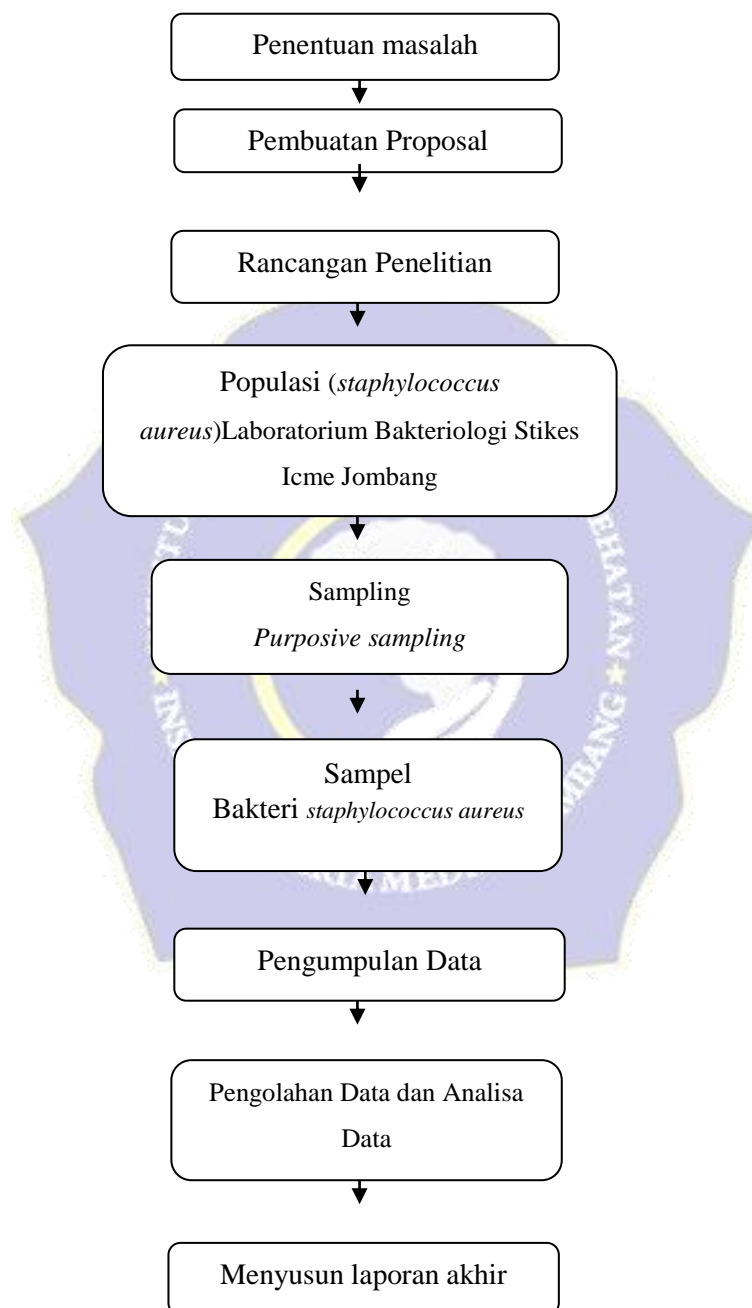 Penentuan masalah
Pembuatan Proposal
Rancangan Penelitian
Populasi (staphylococcus
aureus)Laboratorium Bakteriologi Stikes
Icme Jombang
Sampling
Purposive sampling
Sampel
Bakteri staphylococcus aureus
Pengumpulan Data
Pengolahan Data dan Analisa
Data
Menyusun laporan akhir